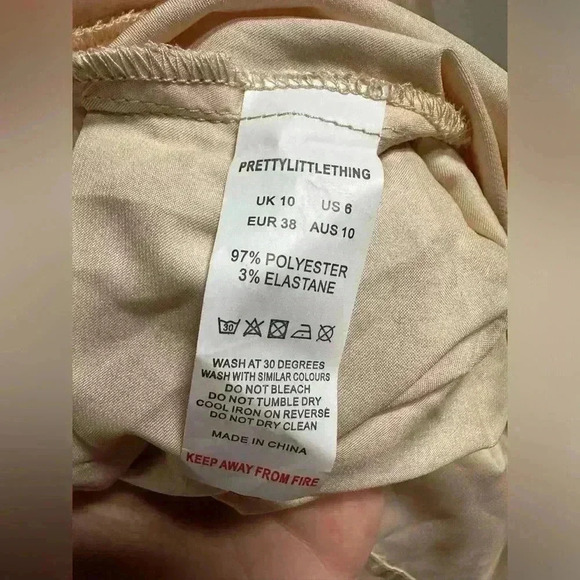 PRETTYLITTLETHING
UK 10 US 6
EUR 38 AUS 10
97% POLYESTER
3% ELASTANE
30
WASH AT 30 DEGREES
WASH WITH SIMILAR COLOURS
DO NOT BLEACH
DO NOT TUMBLE DRY
COOL IRON ON REVERSE
DO NOT DRY CLEAN
MADE IN CHINA
KEEP AWAY FROM FIRE